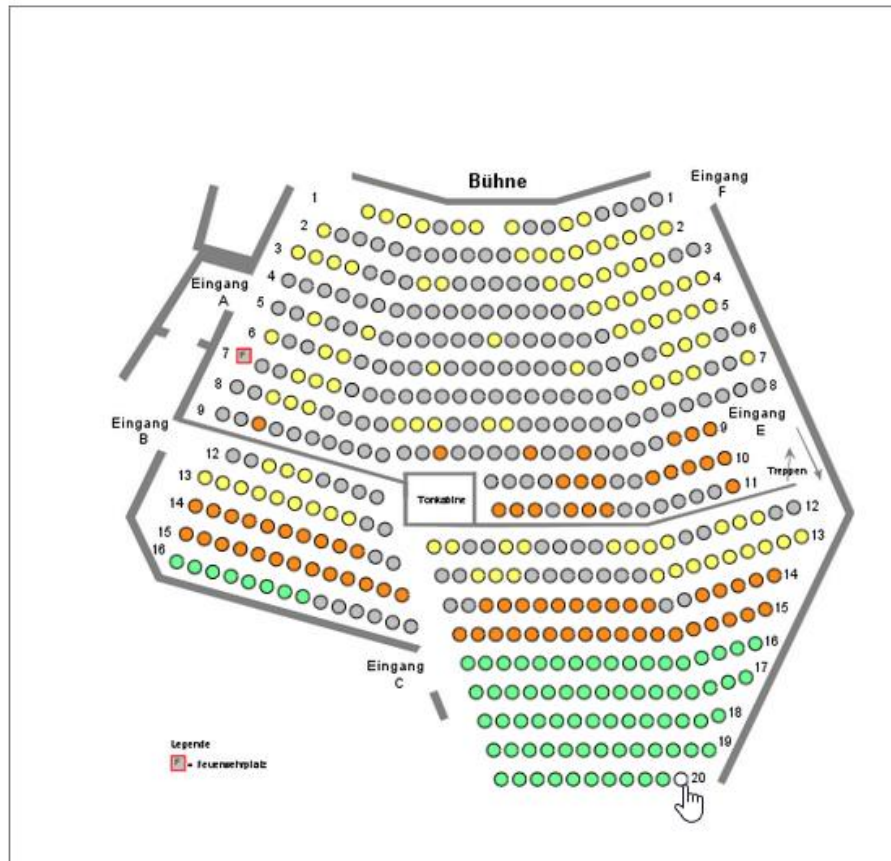 Bühne
Eingang
F
1
1
2
2
3
3
4
4
Eingang
A
5
5
6
6
7
F
7
8
8
9
9
Eingang
E
Eingang
B
10
Treppen
11
12
Tonkabine
12
13
13
14
14
15
15
16
16
Eingang
C
17
18
19
Legende
F = Feuerwehrplatz
20